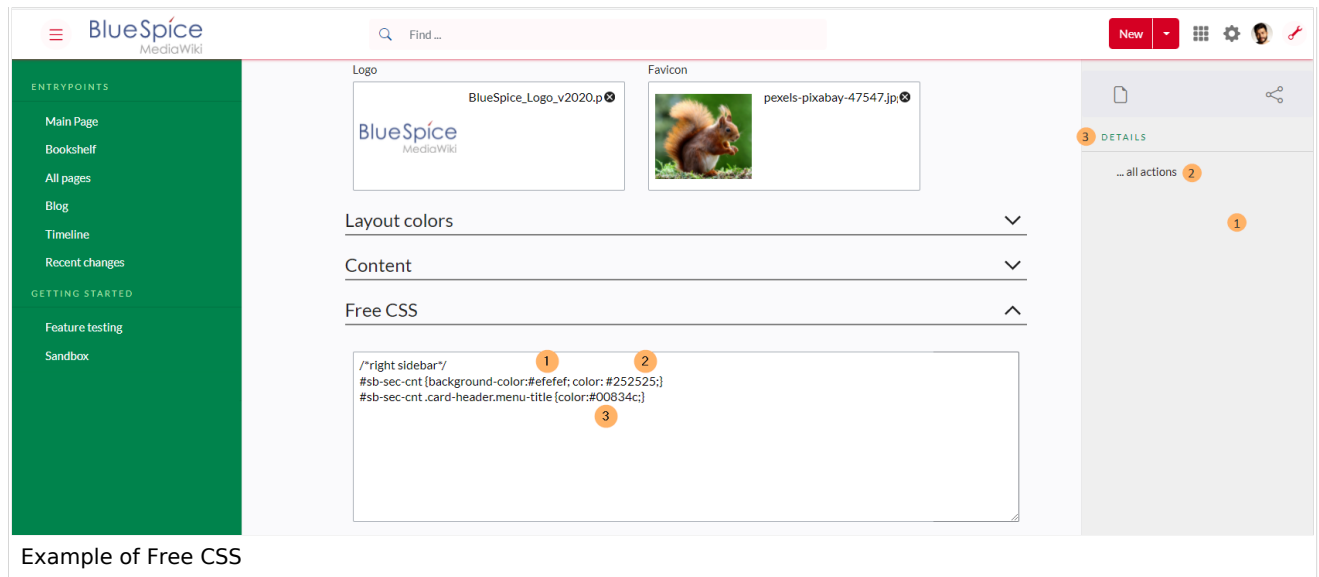 BlueSpice
MediaWiki
Find ...
New
ENTRYPOINTS
Main Page
Bookshelf
All pages
Blog
Timeline
Recent changes
GETTING STARTED
Feature testing
Sandbox
Logo
BlueSpice_Logo_v2020.p
BlueSpice
MediaWiki
Favicon
pexels-pixabay-47547.jp
Layout colors
Content
Free CSS
1 2
/*right sidebar*/
#sb-sec-cnt {background-color:#efefef; color: #252525;}
#sb-sec-cnt .card-header.menu-title {color:#00834c;}
3
3 DETAILS
... all actions 2
1
Example of Free CSS